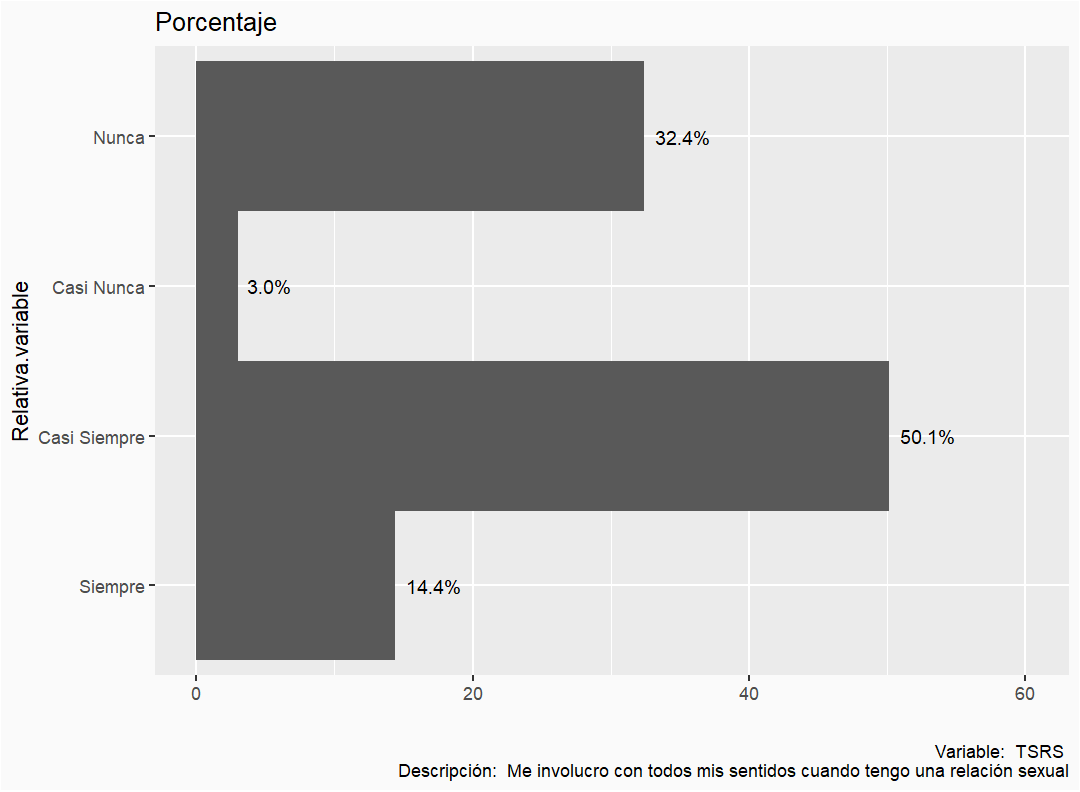 Porcentaje
Nunca
32.4%
Casi Nunca
3.0%
Casi Siempre
50.1%
Siempre
14.4%
Relativa.variable
0
20
40
60
Variable:  TSRS
Descripción:  Me involucro con todos mis sentidos cuando tengo una relación sexual